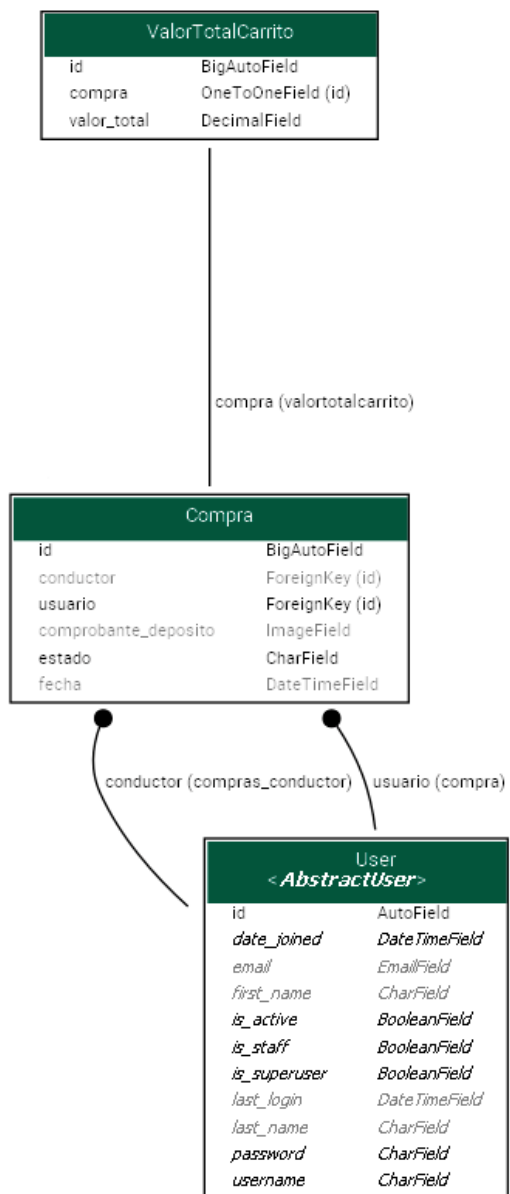 ValorTotalCarrito
id BigAutoField
compra OneToOneField (id)
valor_total DecimalField
compra (valortotalcarrito)
Compra
id BigAutoField
conductor ForeignKey (id)
usuario ForeignKey (id)
comprobante_deposito ImageField
estado CharField
fecha DateTimeField
conductor (compras_conductor) usuario (compra)
User
<AbstractUser>
id AutoField
date_joined DateTimeField
email EmailField
first_name CharField
is_active BooleanField
is_staff BooleanField
is_superuser BooleanField
last_login DateTimeField
last_name CharField
password CharField
username CharField